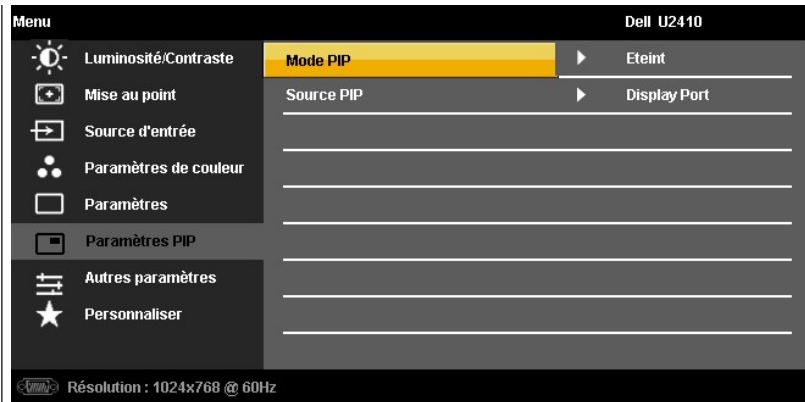 Menu Dell U2410
Luminosité/Contraste Mode PIP Eteint
Mise au point Source PIP Display Port
Source d'entrée
Paramètres de couleur
Paramètres
Paramètres PIP
Autres paramètres
Personnaliser
Résolution : 1024x768 @ 60Hz